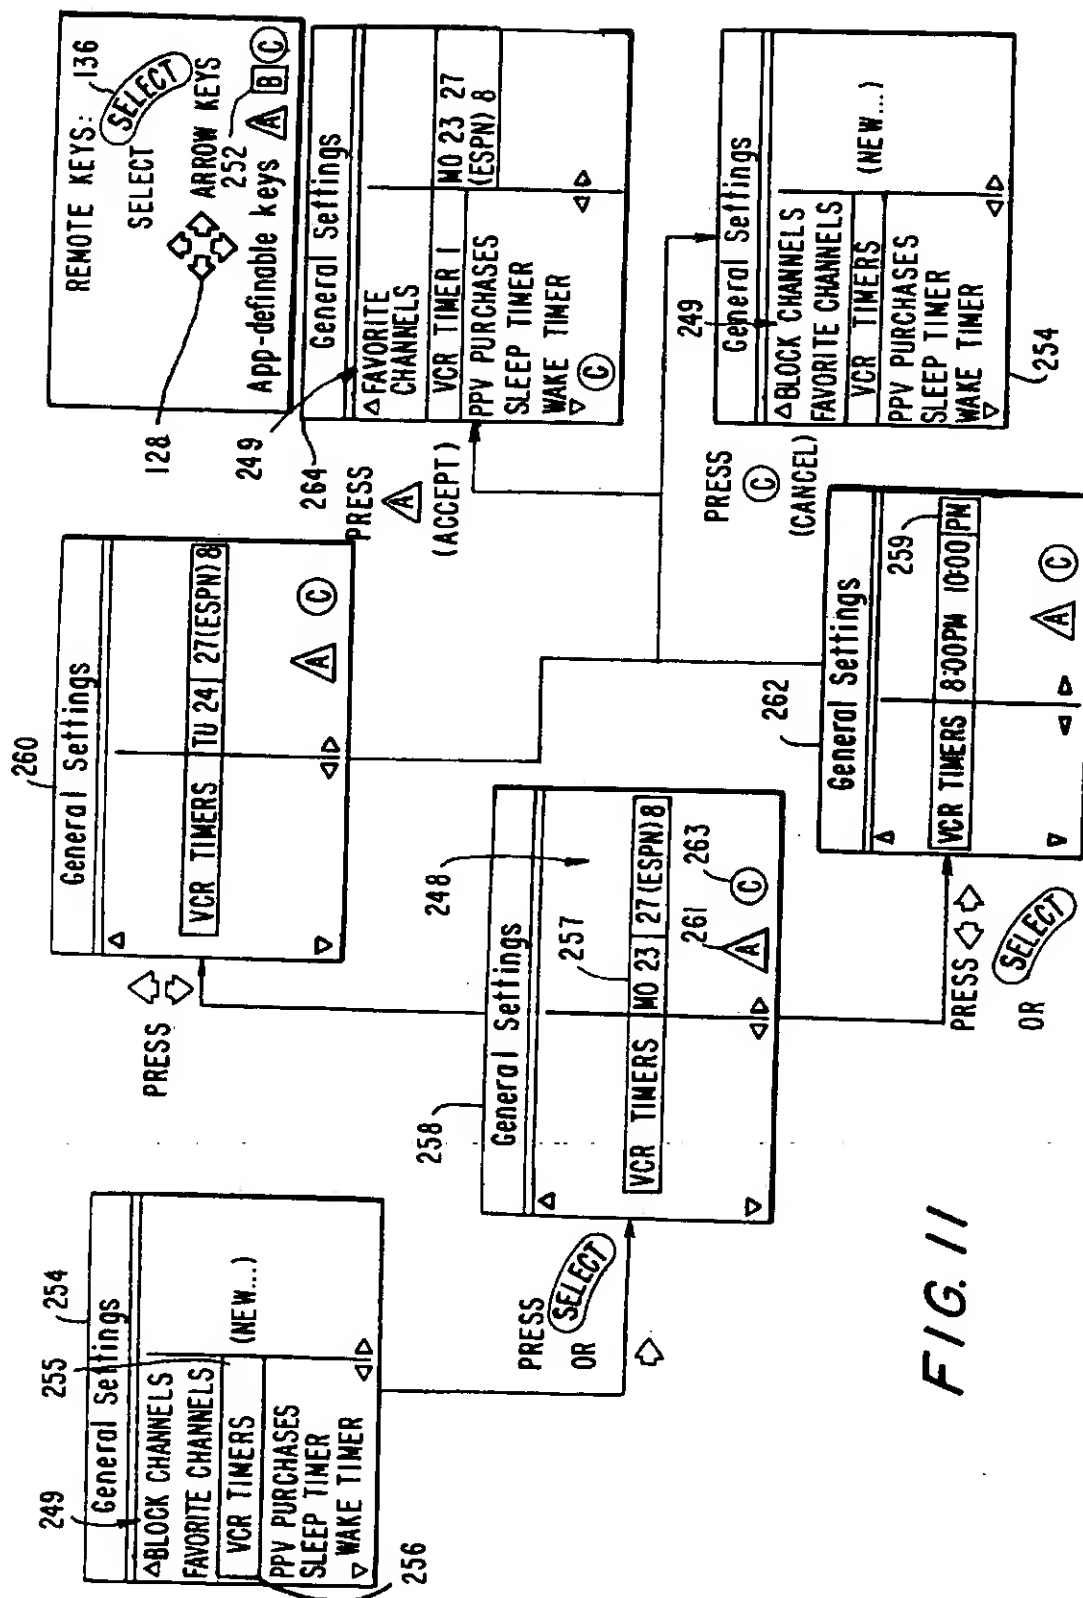 REMOTE KEYS:
136
SELECT
SELECT
128
ARROW KEYS
252
App-definable keys A B C
254
General Settings
249
BLOCK CHANNELS
FAVORITE CHANNELS
255
VCR TIMERS
(NEW...)
PPV PURCHASES
SLEEP TIMER
WAKE TIMER
256
PRESS SELECT
OR
258
General Settings
248
257
VCR TIMERS MO 23 27(ESPN)8
261
A
263
C
PRESS
260
General Settings
VCR TIMERS TU 24 27(ESPN)8
A C
PRESS
OR SELECT
262
General Settings
259
VCR TIMERS 8:00PM 10:00 PM
A C
PRESS
A
(ACCEPT)
264
249
General Settings
FAVORITE
CHANNELS
VCR TIMER 1
MO 23 27
(ESPN) 8
PPV PURCHASES
SLEEP TIMER
WAKE TIMER
C
PRESS
C
(CANCEL)
249
General Settings
BLOCK CHANNELS
FAVORITE CHANNELS
VCR TIMERS
(NEW...)
PPV PURCHASES
SLEEP TIMER
WAKE TIMER
254
FIG. 11